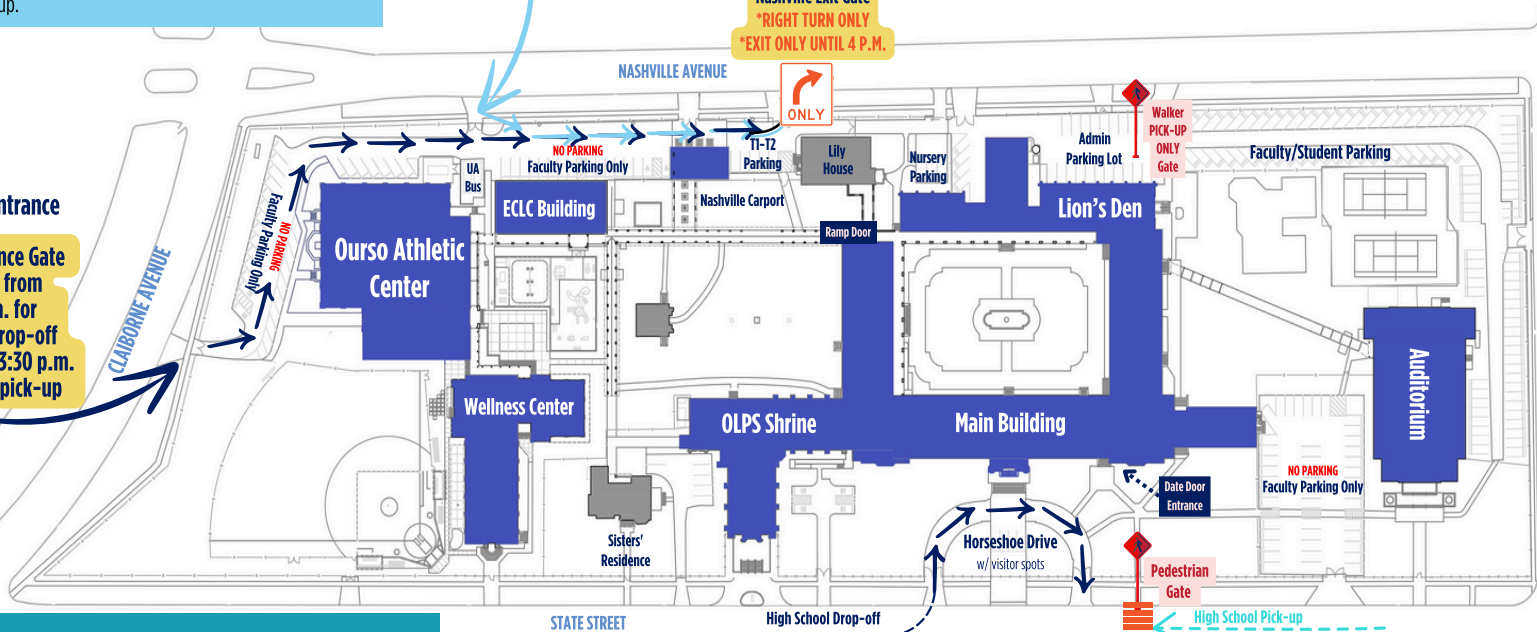 up.
Nashville Exit Gate
*RIGHT TURN ONLY
*EXIT ONLY UNTIL 4 P.M.
NASHVILLE AVENUE
ONLY
Walker
PICK-UP
ONLY
Gate
Admin
Parking Lot
T1-T2
Parking
Lily
House
Nursery
Parking
Faculty/Student Parking
NO PARKING
Faculty Parking Only
UA
Bus
ECLC Building
Nashville Carport
Lion's Den
Ramp Door
ntrance
nce Gate
from
. for
rop-off
3:30 p.m.
pick-up
CLAIBORNE AVENUE
NO PARKING
Faculty Parking Only
Ourso Athletic
Center
Wellness Center
OLPS Shrine
Main Building
Auditorium
NO PARKING
Faculty Parking Only
Date Door
Entrance
Sisters'
Residence
Horseshoe Drive
w/ visitor spots
Pedestrian
Gate
STATE STREET
High School Drop-off
High School Pick-up